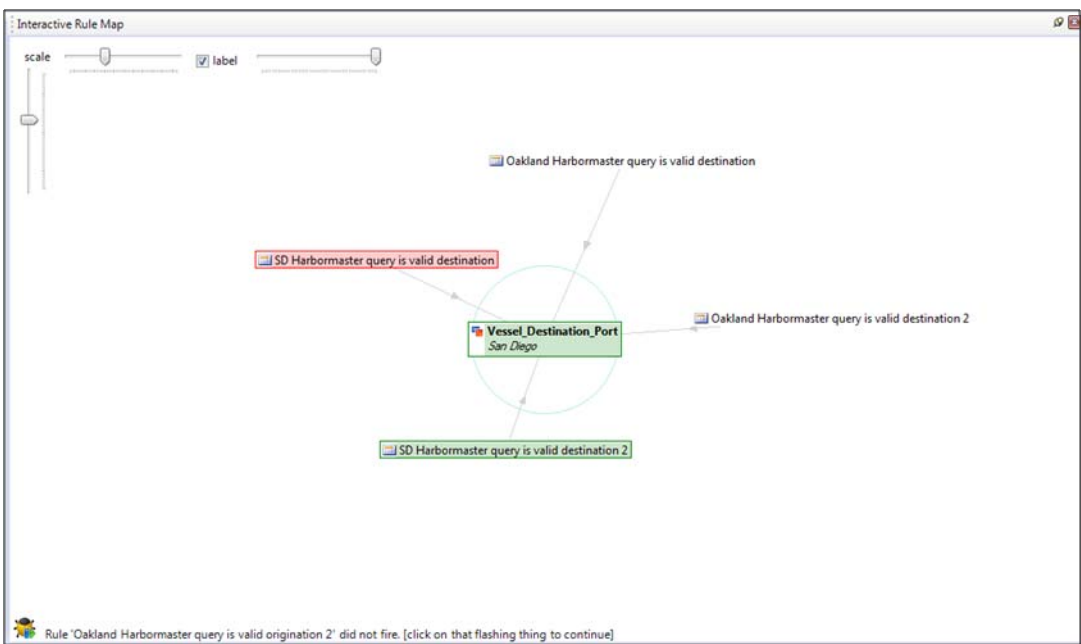 Interactive Rule Map
scale
label
Oakland Harbormaster query is valid destination
SD Harbormaster query is valid destination
Oakland Harbormaster query is valid destination 2
Vessel_Destination_Port
San Diego
SD Harbormaster query is valid destination 2
Rule 'Oakland Harbormaster query is valid origination 2' did not fire. [click on that flashing thing to continue]